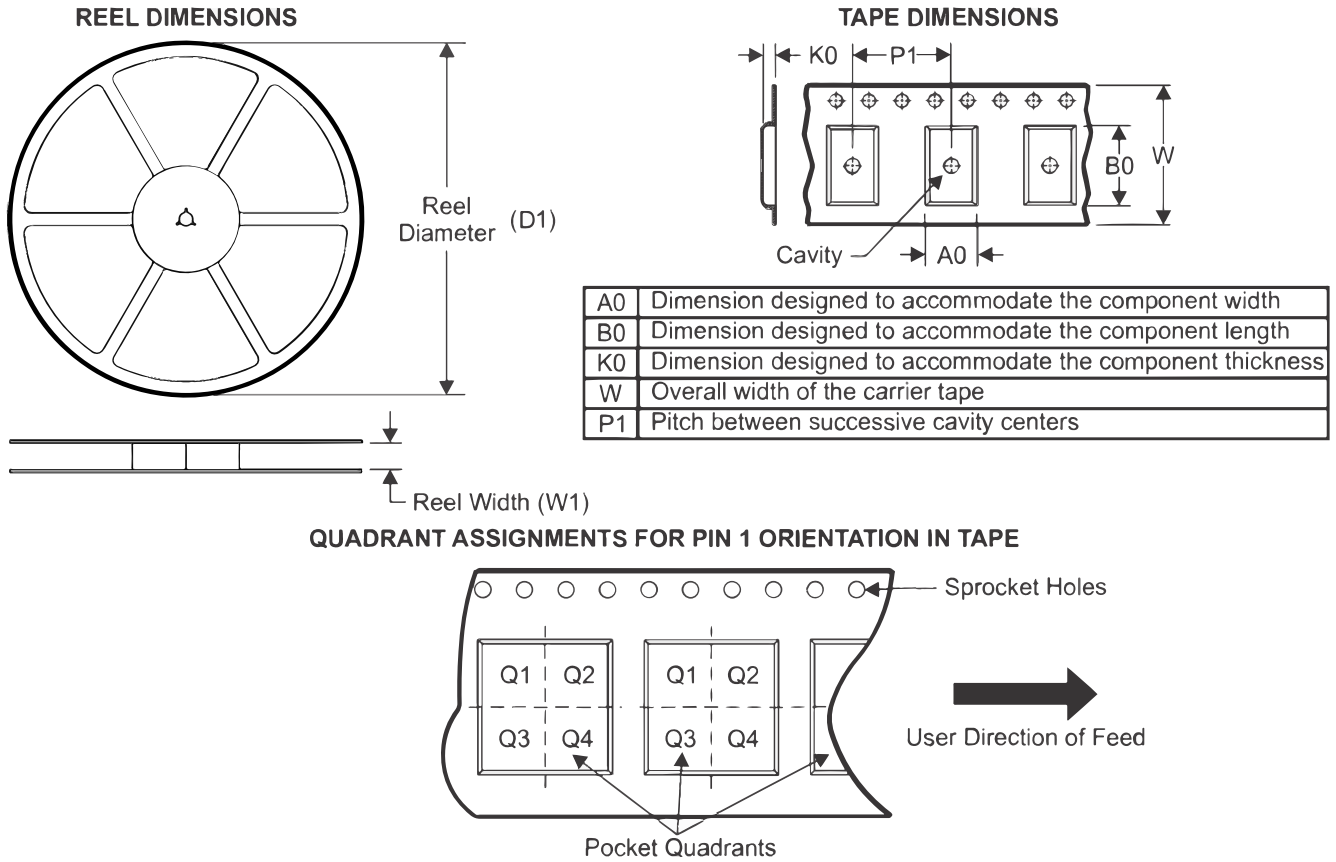 REEL DIMENSIONS
Reel
Diameter
(D1)
Reel Width (W1)
TAPE DIMENSIONS
K0
P1
B0
W
Cavity
A0
A0 Dimension designed to accommodate the component width
B0 Dimension designed to accommodate the component length
K0 Dimension designed to accommodate the component thickness
W Overall width of the carrier tape
P1 Pitch between successive cavity centers
QUADRANT ASSIGNMENTS FOR PIN 1 ORIENTATION IN TAPE
Sprocket Holes
Q1 Q2 Q1 Q2
Q3 Q4 Q3 Q4
User Direction of Feed
Pocket Quadrants